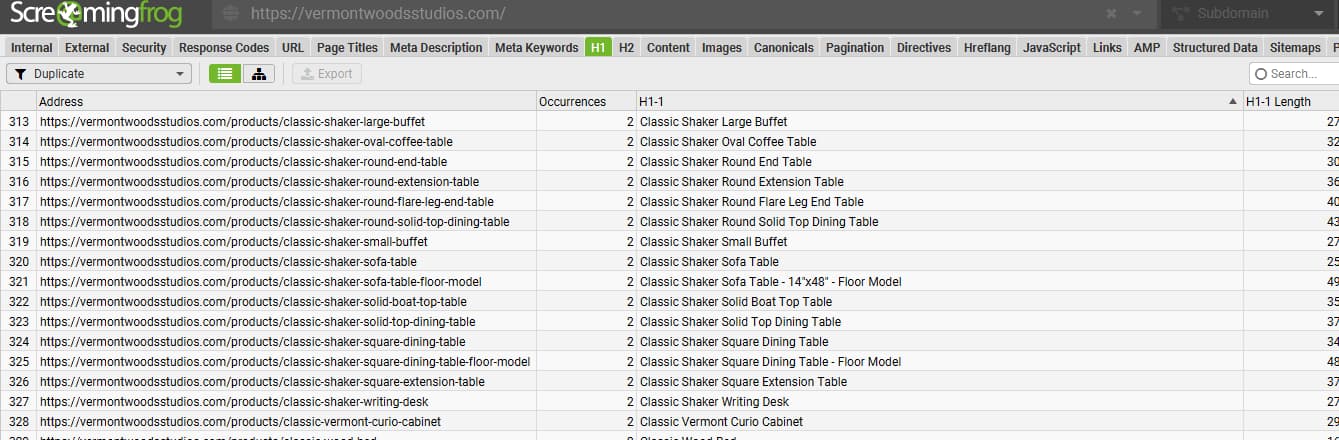 ScreamingFrog https://vermontwoodsstudios.com/ Subdomain
Internal External Security Response Codes URL Page Titles Meta Description Meta Keywords H1 H2 Content Images Canonicals Pagination Directives Hreflang JavaScript Links AMP Structured Data Sitemaps P
Duplicate Export Search...
Address Occurrences H1-1 H1-1 Length
313 https://vermontwoodsstudios.com/products/classic-shaker-large-buffet 2 Classic Shaker Large Buffet 27
314 https://vermontwoodsstudios.com/products/classic-shaker-oval-coffee-table 2 Classic Shaker Oval Coffee Table 32
315 https://vermontwoodsstudios.com/products/classic-shaker-round-end-table 2 Classic Shaker Round End Table 30
316 https://vermontwoodsstudios.com/products/classic-shaker-round-extension-table 2 Classic Shaker Round Extension Table 36
317 https://vermontwoodsstudios.com/products/classic-shaker-round-flare-leg-end-table 2 Classic Shaker Round Flare Leg End Table 40
318 https://vermontwoodsstudios.com/products/classic-shaker-round-solid-top-dining-table 2 Classic Shaker Round Solid Top Dining Table 43
319 https://vermontwoodsstudios.com/products/classic-shaker-small-buffet 2 Classic Shaker Small Buffet 27
320 https://vermontwoodsstudios.com/products/classic-shaker-sofa-table 2 Classic Shaker Sofa Table 25
321 https://vermontwoodsstudios.com/products/classic-shaker-sofa-table-floor-model 2 Classic Shaker Sofa Table - 14"x48" - Floor Model 49
322 https://vermontwoodsstudios.com/products/classic-shaker-solid-boat-top-table 2 Classic Shaker Solid Boat Top Table 35
323 https://vermontwoodsstudios.com/products/classic-shaker-solid-top-dining-table 2 Classic Shaker Solid Top Dining Table 37
324 https://vermontwoodsstudios.com/products/classic-shaker-square-dining-table 2 Classic Shaker Square Dining Table 34
325 https://vermontwoodsstudios.com/products/classic-shaker-square-dining-table-floor-model 2 Classic Shaker Square Dining Table - Floor Model 48
326 https://vermontwoodsstudios.com/products/classic-shaker-square-extension-table 2 Classic Shaker Square Extension Table 37
327 https://vermontwoodsstudios.com/products/classic-shaker-writing-desk 2 Classic Shaker Writing Desk 27
328 https://vermontwoodsstudios.com/products/classic-vermont-curio-cabinet 2 Classic Vermont Curio Cabinet 29